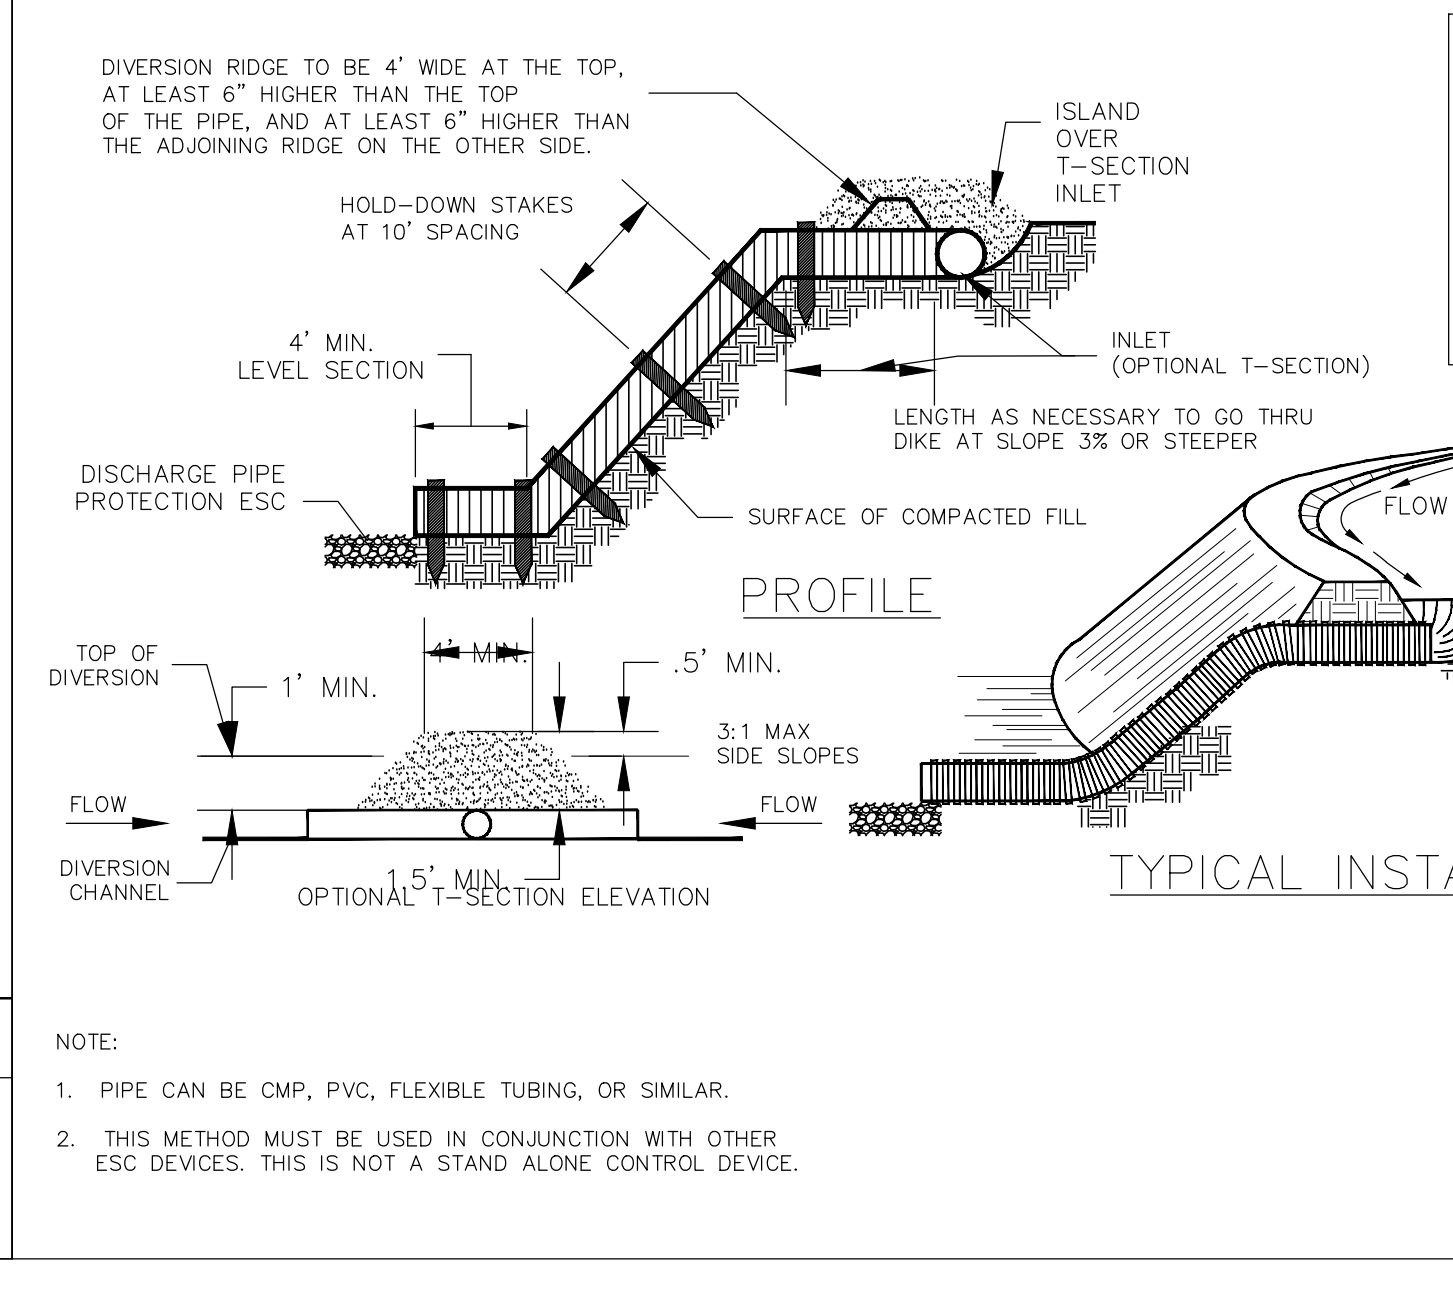 DIVERSION RIDGE TO BE 4' WIDE AT THE TOP,
AT LEAST 6" HIGHER THAN THE TOP
OF THE PIPE, AND AT LEAST 6" HIGHER THAN
THE ADJOINING RIDGE ON THE OTHER SIDE.
ISLAND
OVER
T-SECTION
INLET
HOLD-DOWN STAKES
AT 10' SPACING
4' MIN.
LEVEL SECTION
INLET
(OPTIONAL T-SECTION)
LENGTH AS NECESSARY TO GO THRU
DIKE AT SLOPE 3% OR STEEPER
DISCHARGE PIPE
PROTECTION ESC
SURFACE OF COMPACTED FILL
FLOW
PROFILE
TOP OF
DIVERSION
4' MIN.
.5' MIN.
1' MIN.
3:1 MAX
SIDE SLOPES
FLOW
FLOW
DIVERSION
CHANNEL
1.5' MIN.
OPTIONAL T-SECTION ELEVATION
TYPICAL INSTA
NOTE:
1. PIPE CAN BE CMP, PVC, FLEXIBLE TUBING, OR SIMILAR.
2. THIS METHOD MUST BE USED IN CONJUNCTION WITH OTHER
ESC DEVICES. THIS IS NOT A STAND ALONE CONTROL DEVICE.